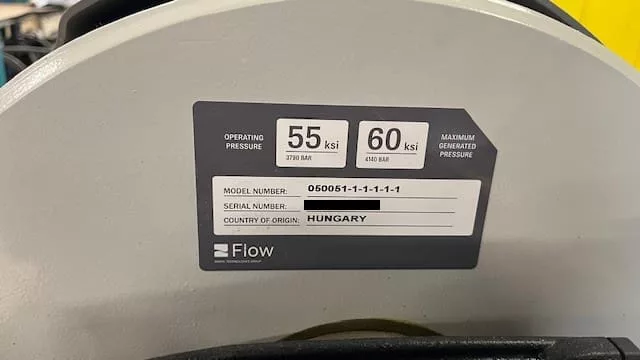 OPERATING PRESSURE
55 ksi
3790 BAR
60 ksi
4140 BAR
MAXIMUM GENERATED PRESSURE
MODEL NUMBER: 050051-1-1-1-1-1
SERIAL NUMBER:
COUNTRY OF ORIGIN: HUNGARY
Flow